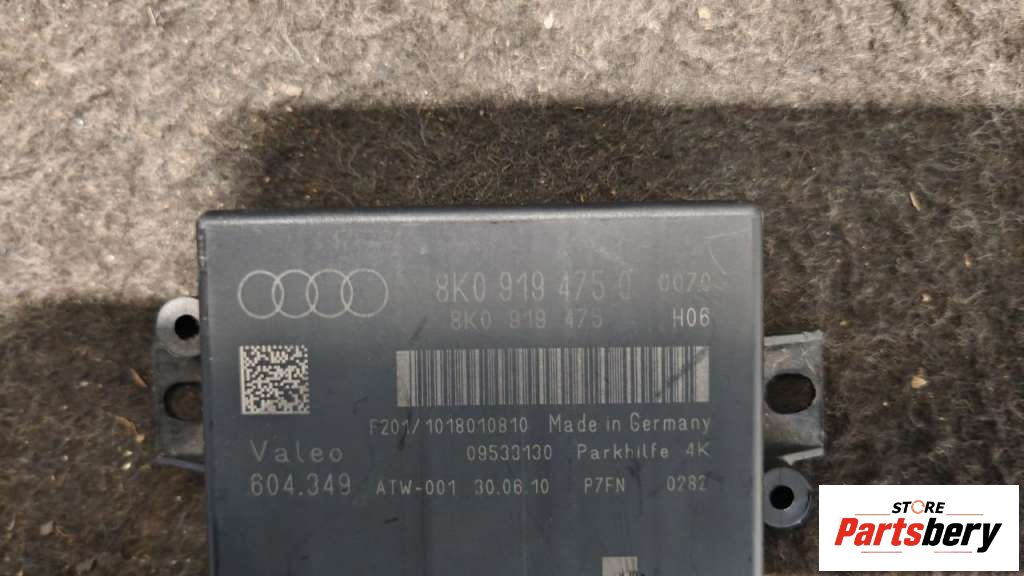 8K0 919 475 0070
8K0 919 475 H06
F201/1018010810 Made in Germany
Valeo 09533130 Parkhilfe 4K
604.349 ATW-001 30.06.10 P7FN 0282
STORE
Partsbery